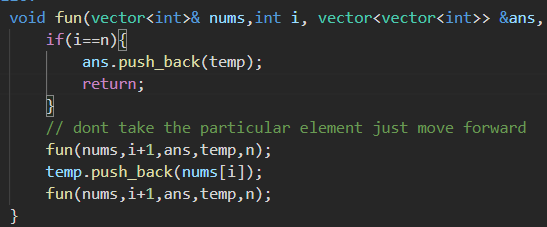 void fun(vector<int>& nums,int i, vector<vector<int>> &ans,
if(i==n){
ans.push_back(temp);
return;
}
// dont take the particular element just move forward
fun(nums,i+1,ans,temp,n);
temp.push_back(nums[i]);
fun(nums,i+1,ans,temp,n);
}